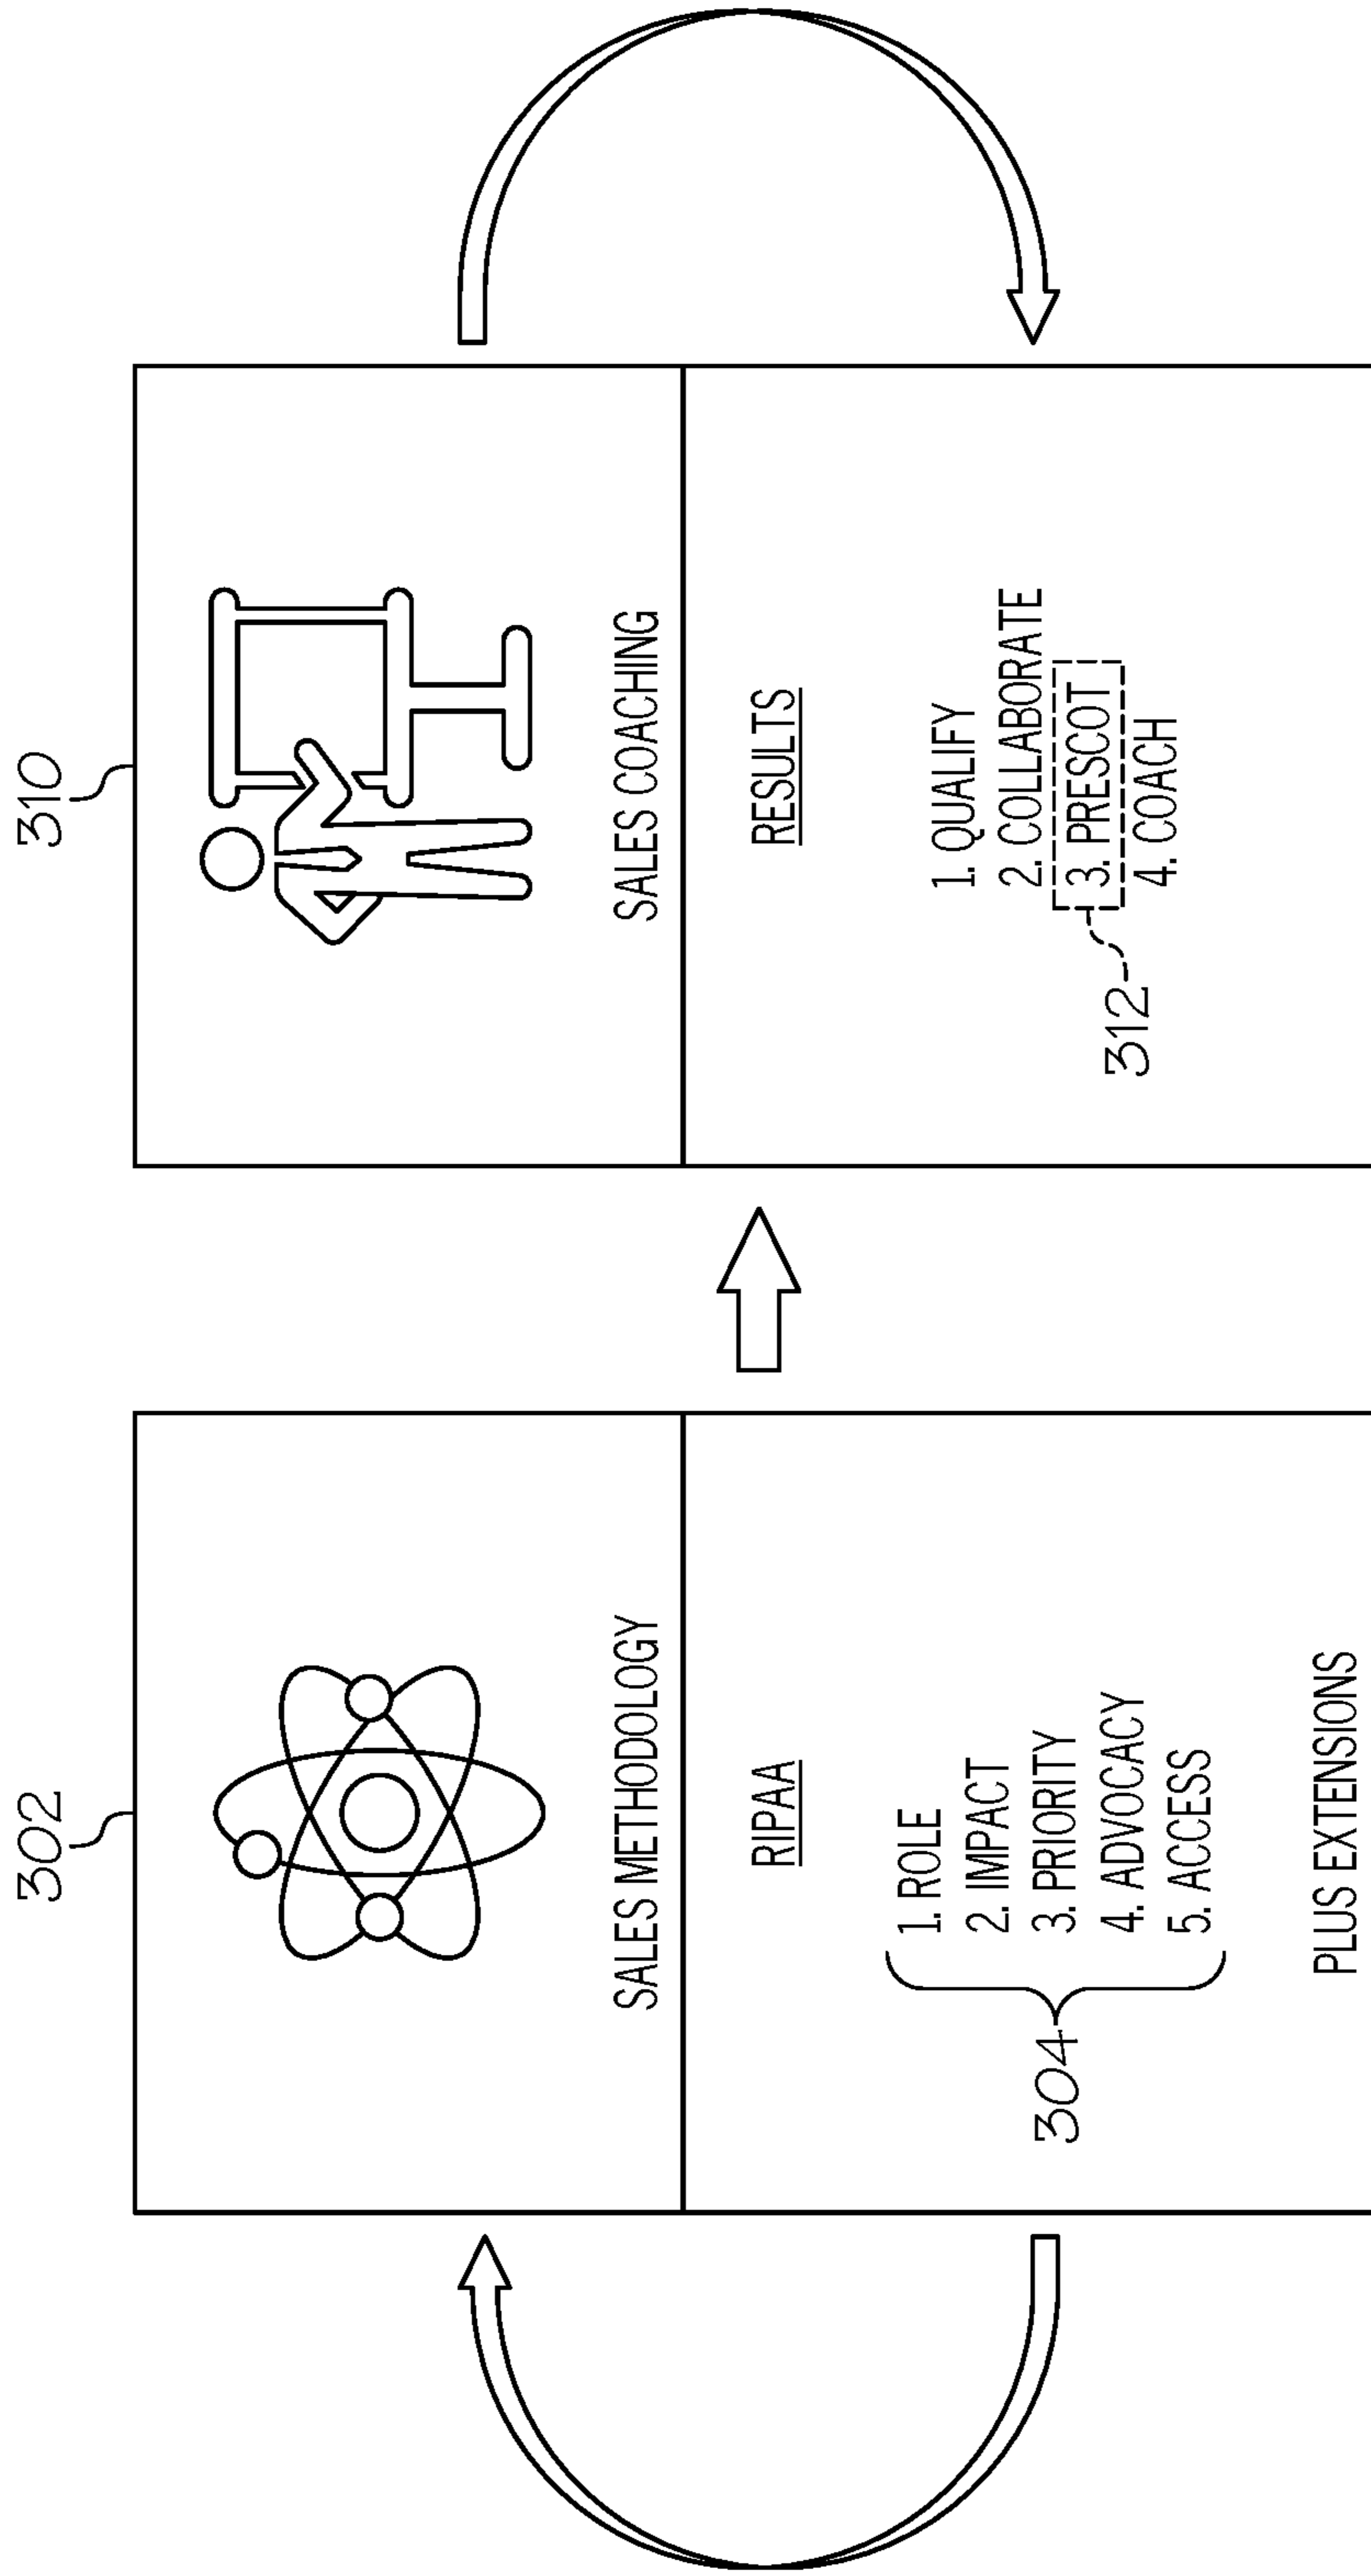 302
SALES METHODOLOGY
RIPAA
1. ROLE
2. IMPACT
3. PRIORITY
4. ADVOCACY
5. ACCESS
304
PLUS EXTENSIONS
310
SALES COACHING
RESULTS
1. QUALIFY
2. COLLABORATE
3. PRESCOT
4. COACH
312